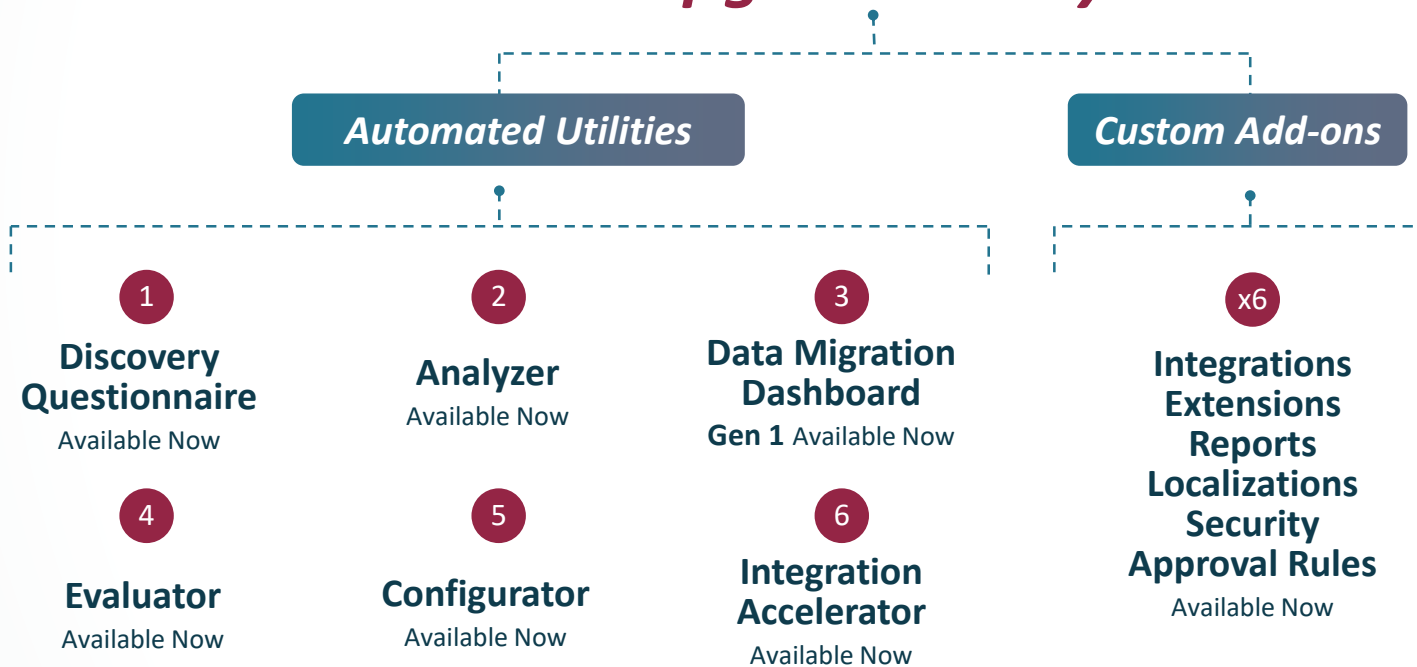 Automated Utilities
Custom Add-ons
1
Discovery
Questionnaire
Available Now
2
Analyzer
Available Now
3
Data Migration
Dashboard
Gen 1 Available Now
4
Evaluator
Available Now
5
Configurator
Available Now
6
Integration
Accelerator
Available Now
x6
Integrations
Extensions
Reports
Localizations
Security
Approval Rules
Available Now